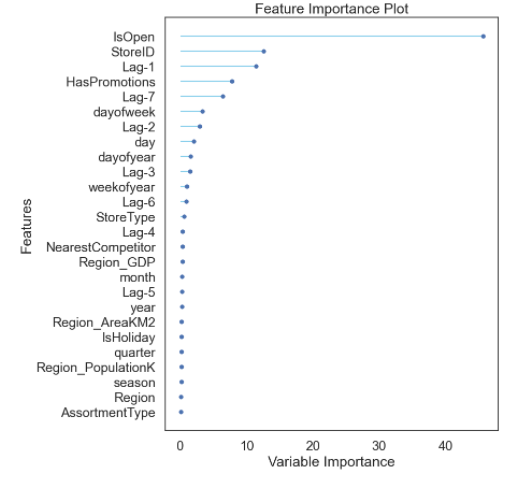 Feature Importance Plot
IsOpen
StoreID
Lag-1
HasPromotions
Lag-7
dayofweek
Lag-2
day
dayofyear
Lag-3
weekofyear
Lag-6
StoreType
Lag-4
NearestCompetitor
Region_GDP
month
Lag-5
year
Region_AreaKM2
IsHoliday
quarter
Region_PopulationK
season
Region
AssortmentType
Features
0 10 20 30 40
Variable Importance